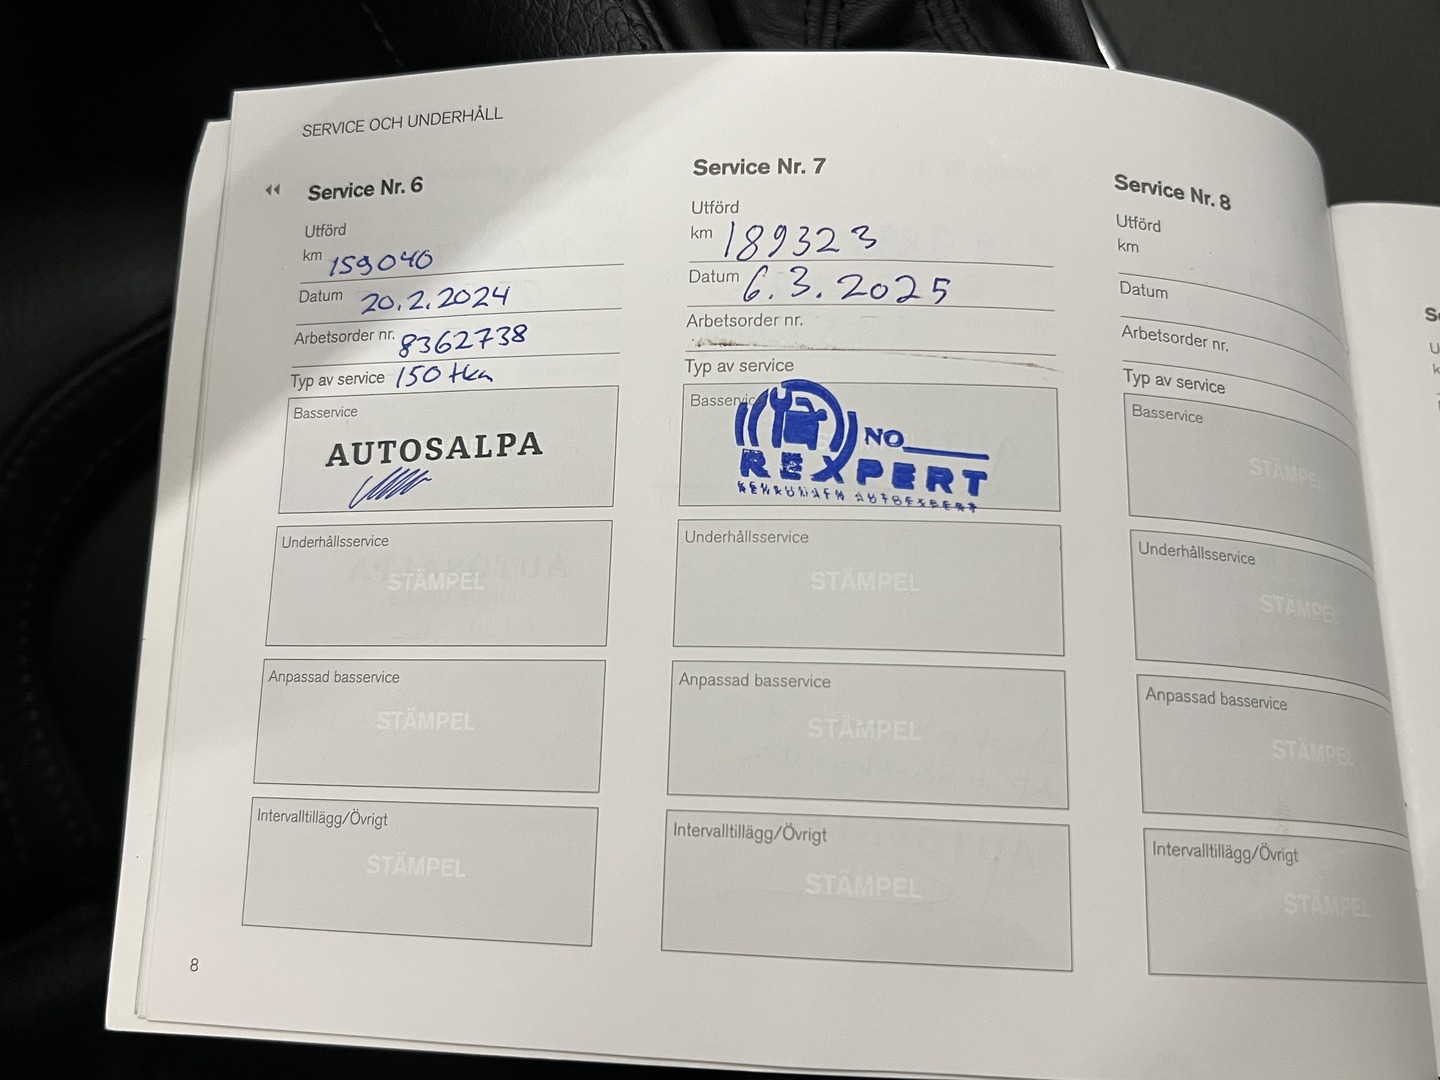 SERVICE OCH UNDERHÅLL
Service Nr. 6
Utförd
km 159040
Datum 20.2.2024
Arbetsorder nr. 8362738
Typ av service 150 tkm
Basservice
AUTOSALPA
Underhållsservice
STÄMPEL
Anpassad basservice
STÄMPEL
Intervalltillägg/Övrigt
STÄMPEL
8
Service Nr. 7
Utförd
km 189323
Datum 6.3.2025
Arbetsorder nr.
Typ av service
Basservice
NO
REXPERT
Underhållsservice
STÄMPEL
Anpassad basservice
STÄMPEL
Intervalltillägg/Övrigt
STÄMPEL
Service Nr. 8
Utförd
km
Datum
Arbetsorder nr.
Typ av service
Basservice
STÄMPEL
Underhållsservice
STÄMPEL
Anpassad basservice
STÄMPEL
Intervalltillägg/Övrigt
STÄMPEL